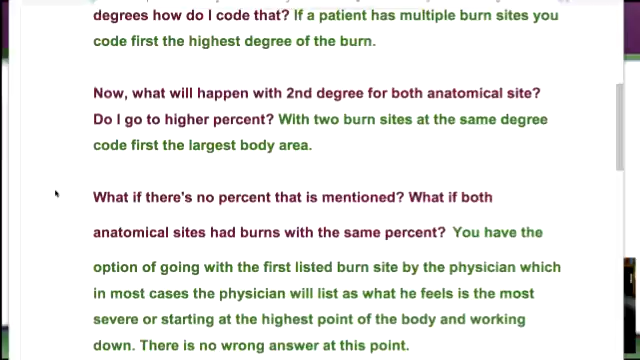 degrees how do I code that? If a patient has multiple burn sites you
code first the highest degree of the burn.
Now, what will happen with 2nd degree for both anatomical site?
Do I go to higher percent? With two burn sites at the same degree
code first the largest body area.
What if there's no percent that is mentioned? What if both
anatomical sites had burns with the same percent? You have the
option of going with the first listed burn site by the physician which
in most cases the physician will list as what he feels is the most
severe or starting at the highest point of the body and working
down. There is no wrong answer at this point.